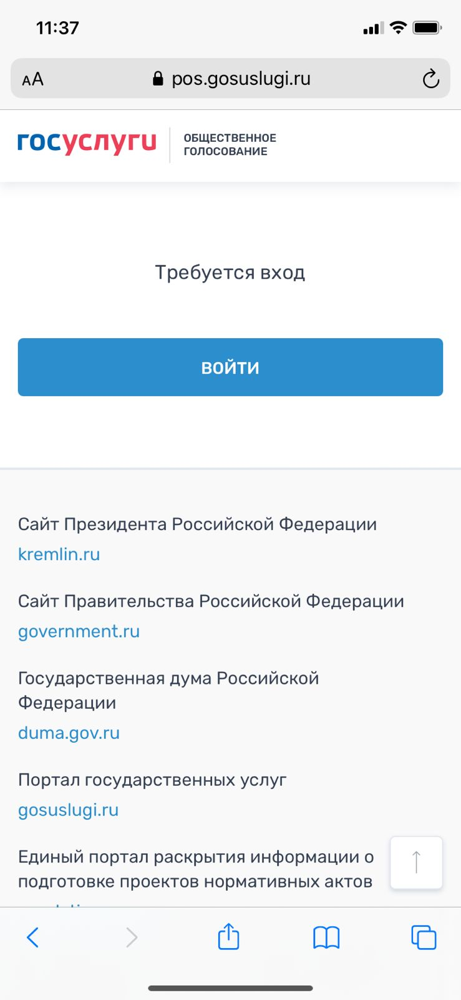 11:37
AA pos.gosuslugi.ru
госуслуги
ОБЩЕСТВЕННОЕ
ГОЛОСОВАНИЕ
Требуется вход
ВОЙТИ
Сайт Президента Российской Федерации
kremlin.ru
Сайт Правительства Российской Федерации
government.ru
Государственная дума Российской
Федерации
duma.gov.ru
Портал государственных услуг
gosuslugi.ru
Единый портал раскрытия информации о
подготовке проектов нормативных актов